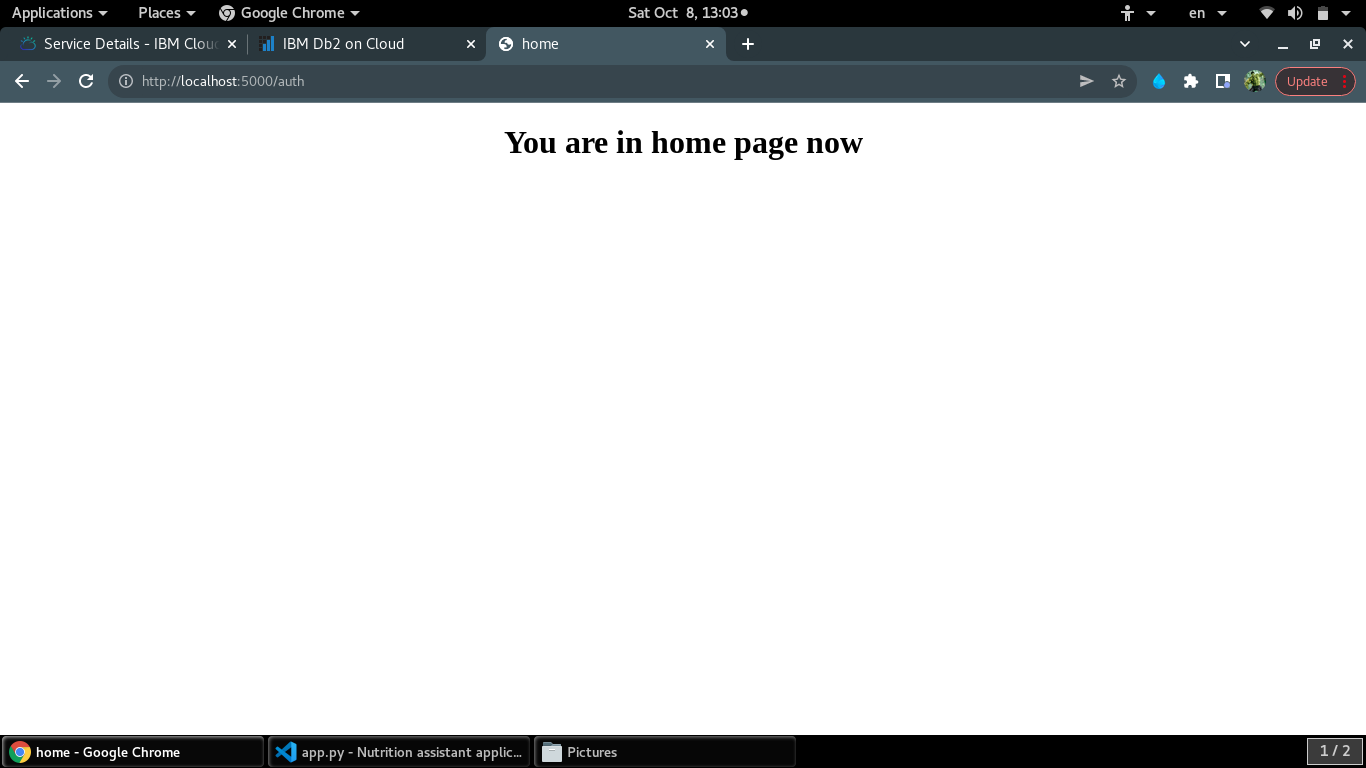 Applications Places Google Chrome Sat Oct 8, 13:03 en
Service Details - IBM Clou IBM Db2 on Cloud home
http://localhost:5000/auth Update
You are in home page now
home - Google Chrome app.py - Nutrition assistant applic... Pictures 1 / 2